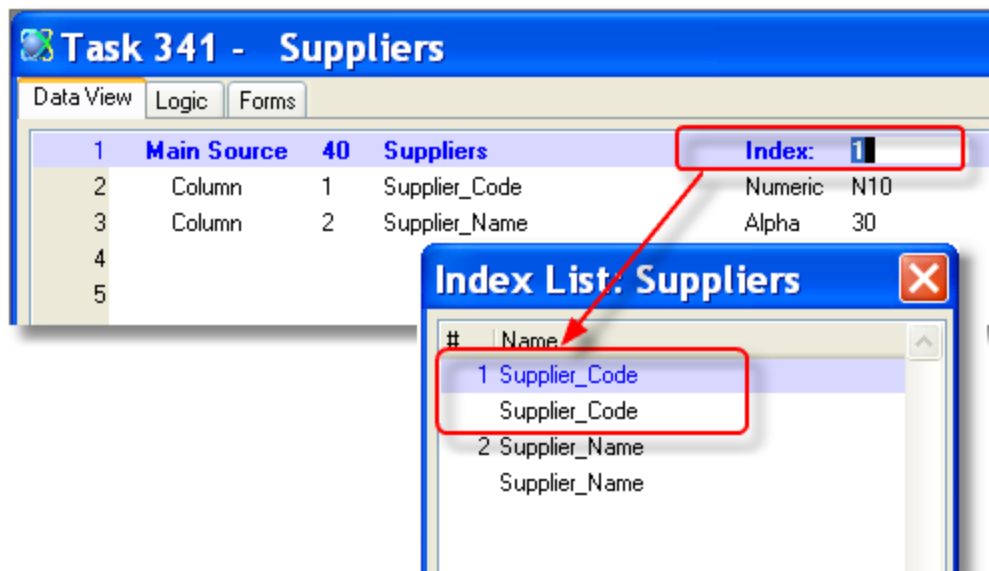 Task 341 - Suppliers
Data View Logic Forms
1 Main Source 40 Suppliers Index: 1
2 Column 1 Supplier_Code Numeric N10
3 Column 2 Supplier_Name Alpha 30
4
5
Index List: Suppliers
# Name
1 Supplier_Code
Supplier_Code
2 Supplier_Name
Supplier_Name